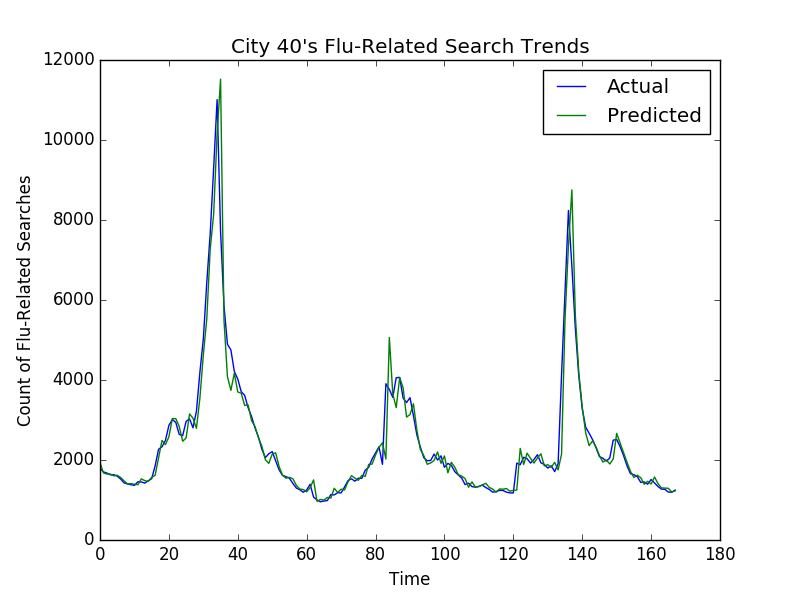 City 40's Flu-Related Search Trends
12000
10000
8000
6000
4000
2000
0
Count of Flu-Related Searches
Actual
Predicted
0 20 40 60 80 100 120 140 160 180
Time